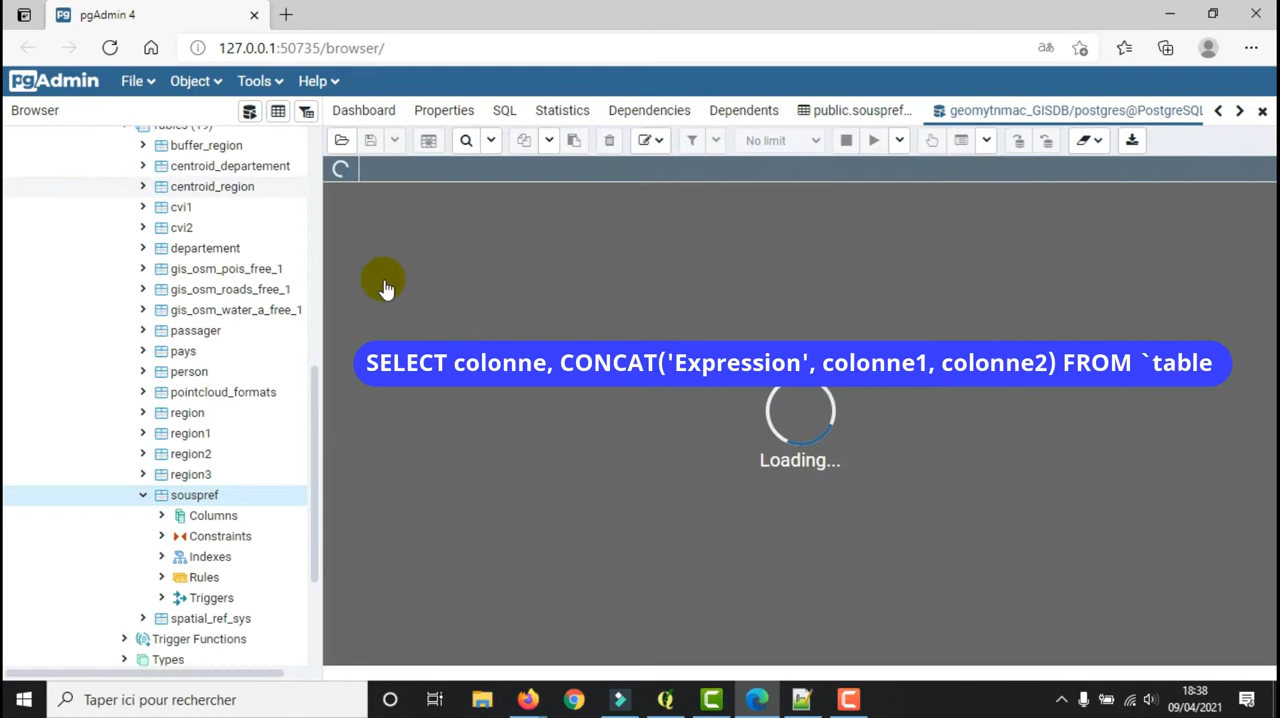 pgAdmin 4
127.0.0.1:50735/browser/
pgAdmin File Object Tools Help
Browser
Dashboard Properties SQL Statistics Dependencies Dependents public.souspref... geomytnmac_GISDB/postgres@PostgreSQL
No limit
Tables (19)
buffer_region
centroid_departement
centroid_region
cvi1
cvi2
departement
gis_osm_pois_free_1
gis_osm_roads_free_1
gis_osm_water_a_free_1
passager
pays
person
pointcloud_formats
region
region1
region2
region3
souspref
Columns
Constraints
Indexes
Rules
Triggers
spatial_ref_sys
Trigger Functions
Types
SELECT colonne, CONCAT('Expression', colonne1, colonne2) FROM `table
Loading...
Taper ici pour rechercher
18:38
09/04/2021